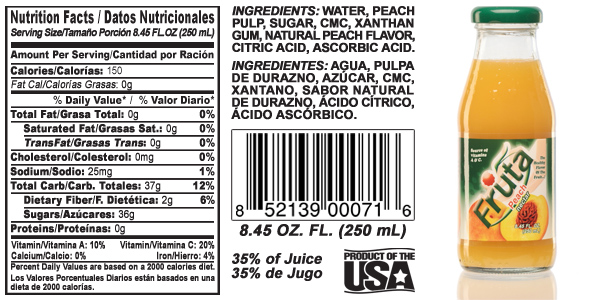 Nutrition Facts / Datos Nutricionales
Serving Size/Tamaño Porción 8.45 FL.OZ (250 mL)
Amount Per Serving/Cantidad por Ración
Calories/Calorías: 150
Fat Cal/Calorías Grasas: 0g
% Daily Value* / % Valor Diario*
Total Fat/Grasa Total: 0g 0%
Saturated Fat/Grasas Sat.: 0g 0%
TransFat/Grasas Trans: 0g 0%
Cholesterol/Colesterol: 0mg 0%
Sodium/Sodio: 25mg 1%
Total Carb/Carb. Totales: 37g 12%
Dietary Fiber/F. Dietética: 2g 6%
Sugars/Azúcares: 36g
Proteins/Proteínas: 0g
Vitamin/Vitamina A: 10% Vitamin/Vitamina C: 20%
Calcium/Calcio: 0% Iron/Hierro: 4%
Percent Daily Values are based on a 2000 calories diet.
Los Valores Porcentuales Diarios están basados en una
dieta de 2000 calorías.
INGREDIENTS: WATER, PEACH
PULP, SUGAR, CMC, XANTHAN
GUM, NATURAL PEACH FLAVOR,
CITRIC ACID, ASCORBIC ACID.
INGREDIENTES: AGUA, PULPA
DE DURAZNO, AZÚCAR, CMC,
XANTANO, SABOR NATURAL
DE DURAZNO, ÁCIDO CÍTRICO,
ÁCIDO ASCÓRBICO.
8 52139 00071 6
8.45 OZ. FL. (250 mL)
35% of Juice
35% de Jugo
PRODUCT OF THE
USA
Source of
vitamins
A & C.
Fruta
Peach
Nectar